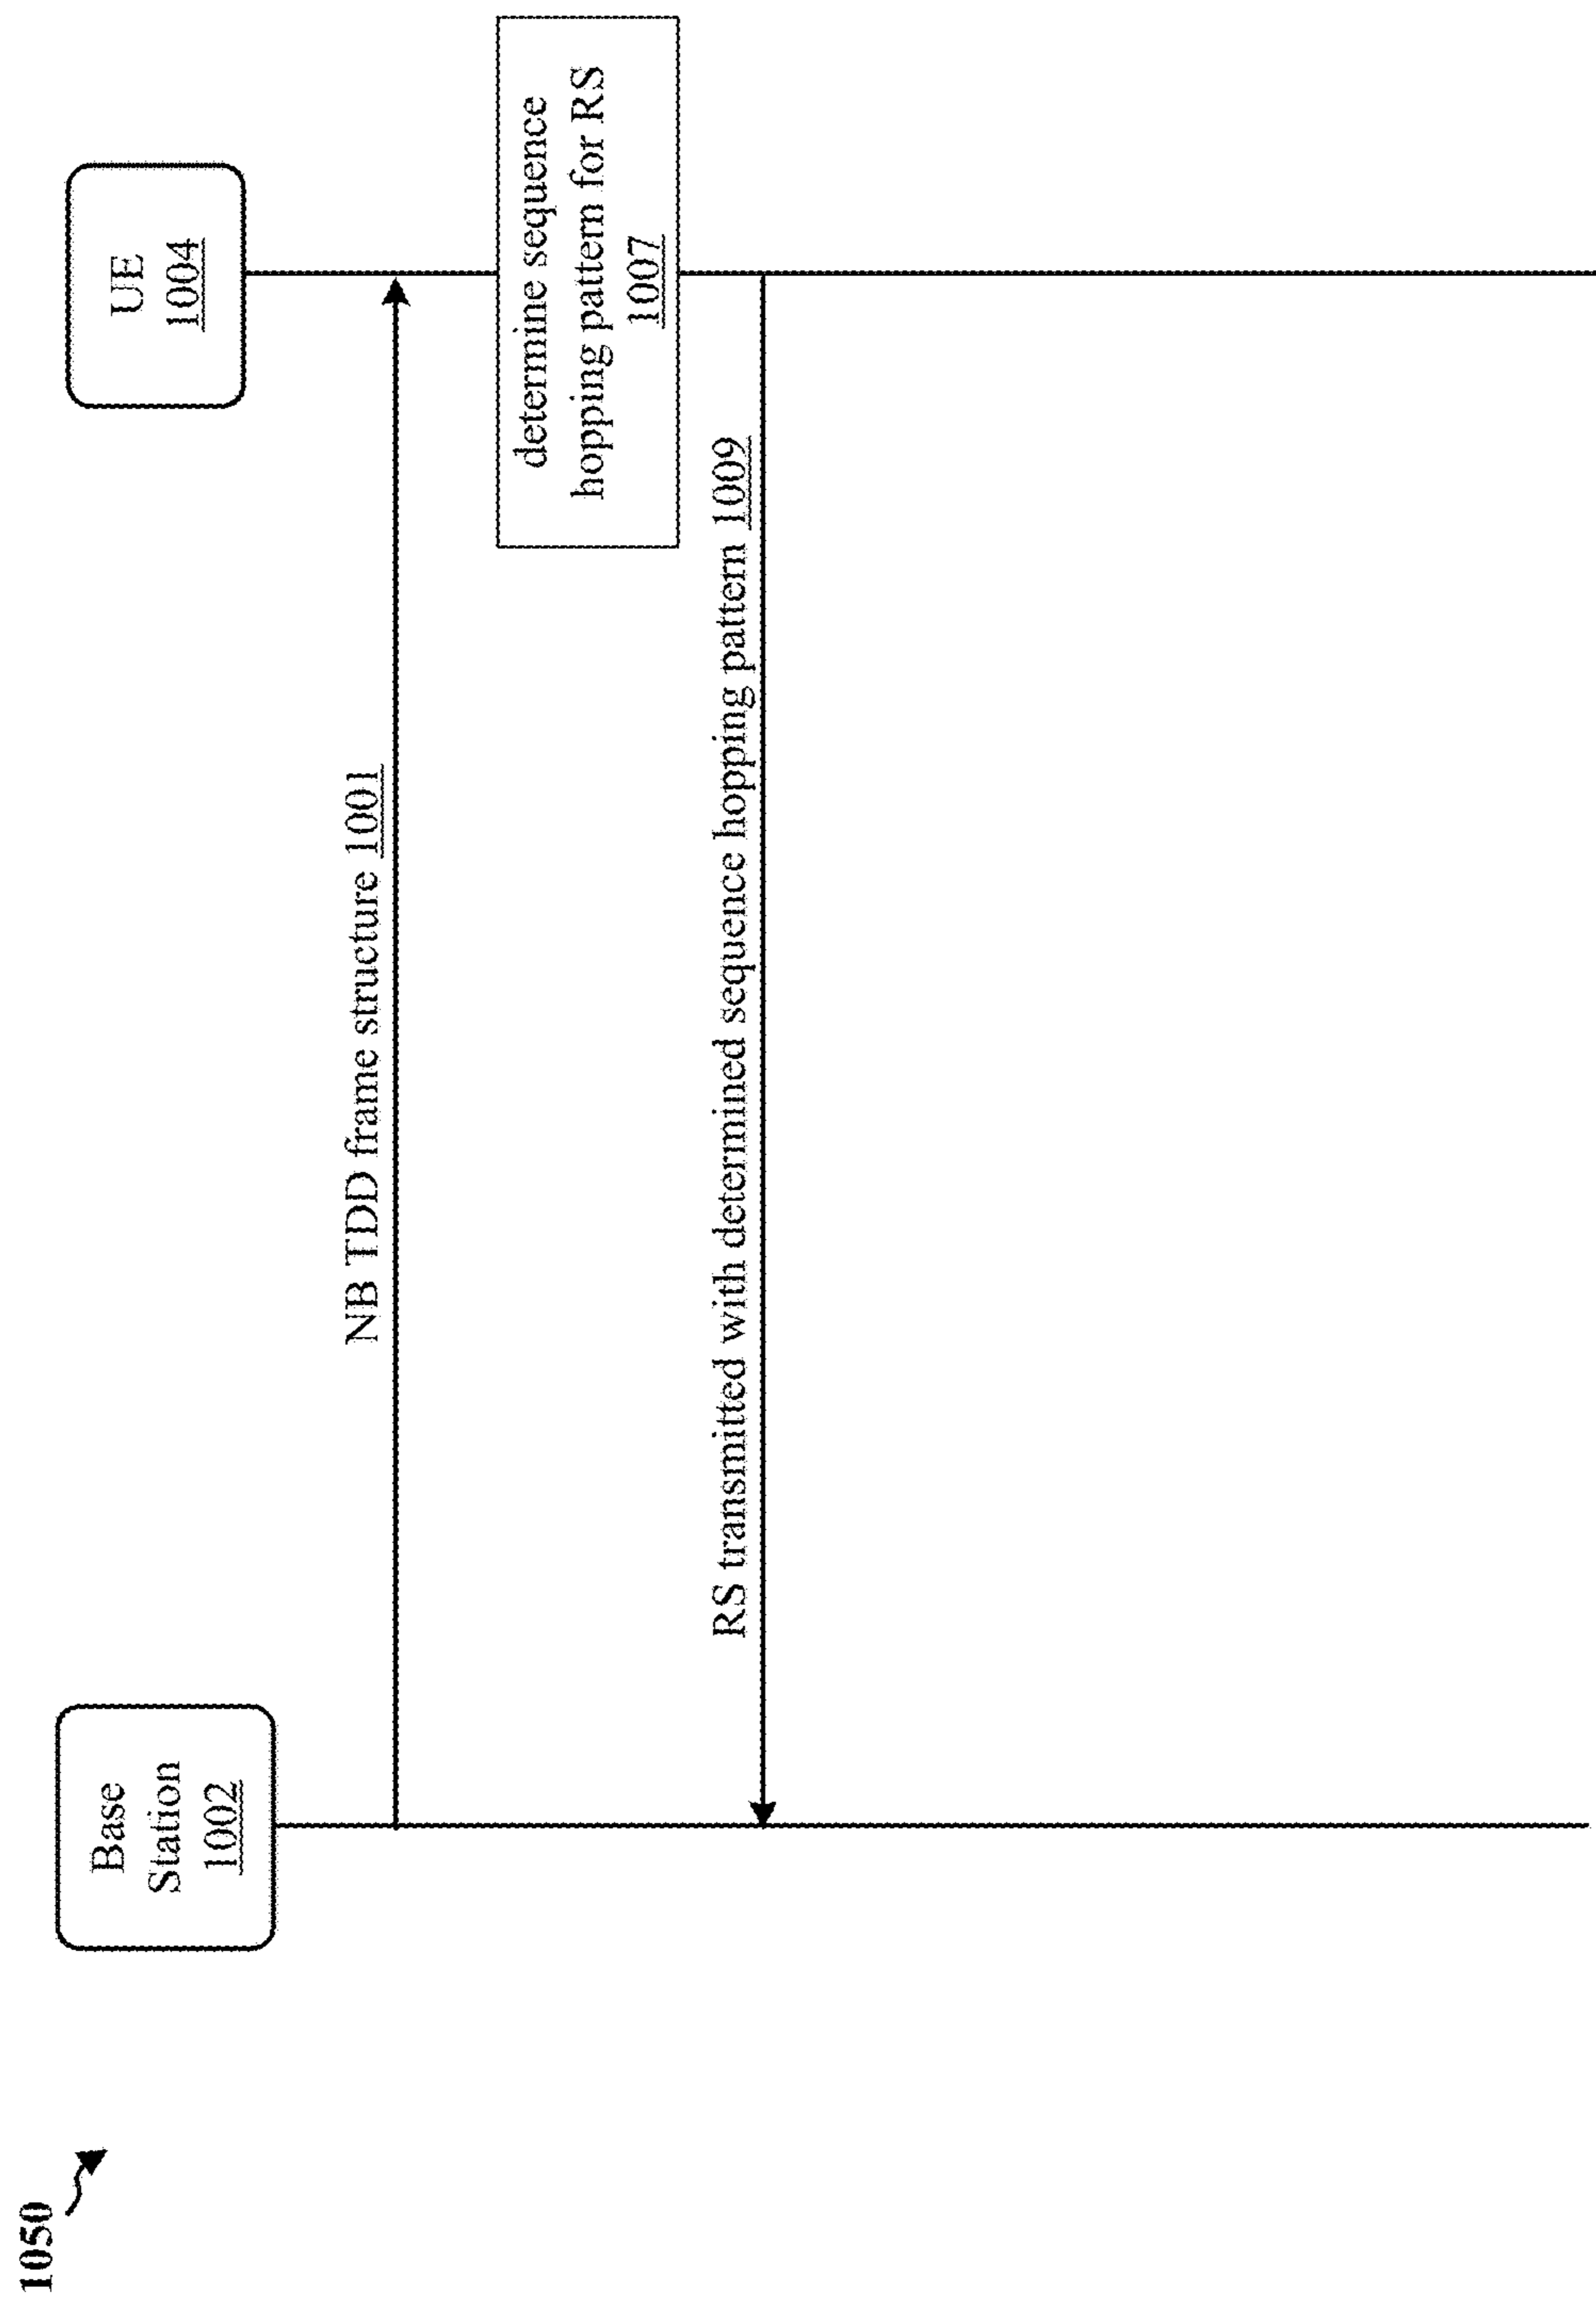 1050
Base
Station
1002
UE
1004
NB TDD frame structure 1001
determine sequence
hopping pattern for RS
1007
RS transmitted with determined sequence hopping pattern 1009